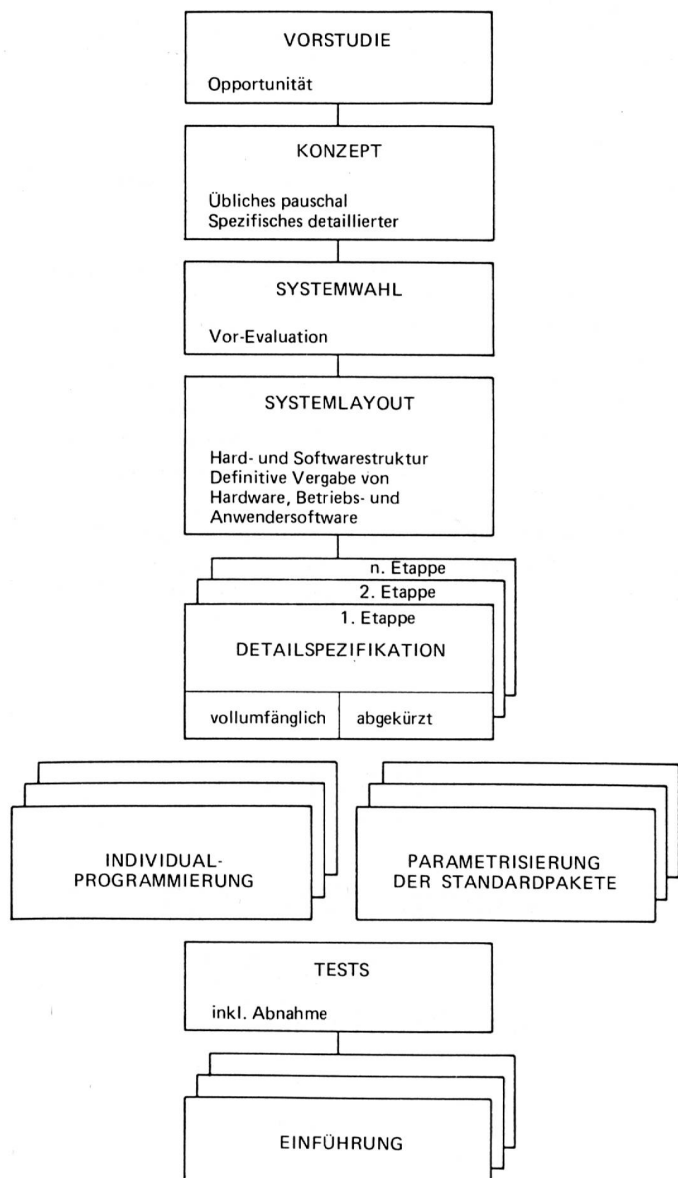 VORSTUDIE
Opportunität
KONZEPT
Übliches pauschal
Spezifisches detaillierter
SYSTEMWAHL
Vor-Evaluation
SYSTEMLAYOUT
Hard- und Softwarestruktur
Definitive Vergabe von
Hardware, Betriebs- und
Anwendersoftware
n. Etappe
2. Etappe
1. Etappe
DETAILSPEZIFIKATION
vollumfänglich
abgekürzt
INDIVIDUAL-
PROGRAMMIERUNG
PARAMETRISIERUNG
DER STANDARDPAKETE
TESTS
inkl. Abnahme
EINFÜHRUNG